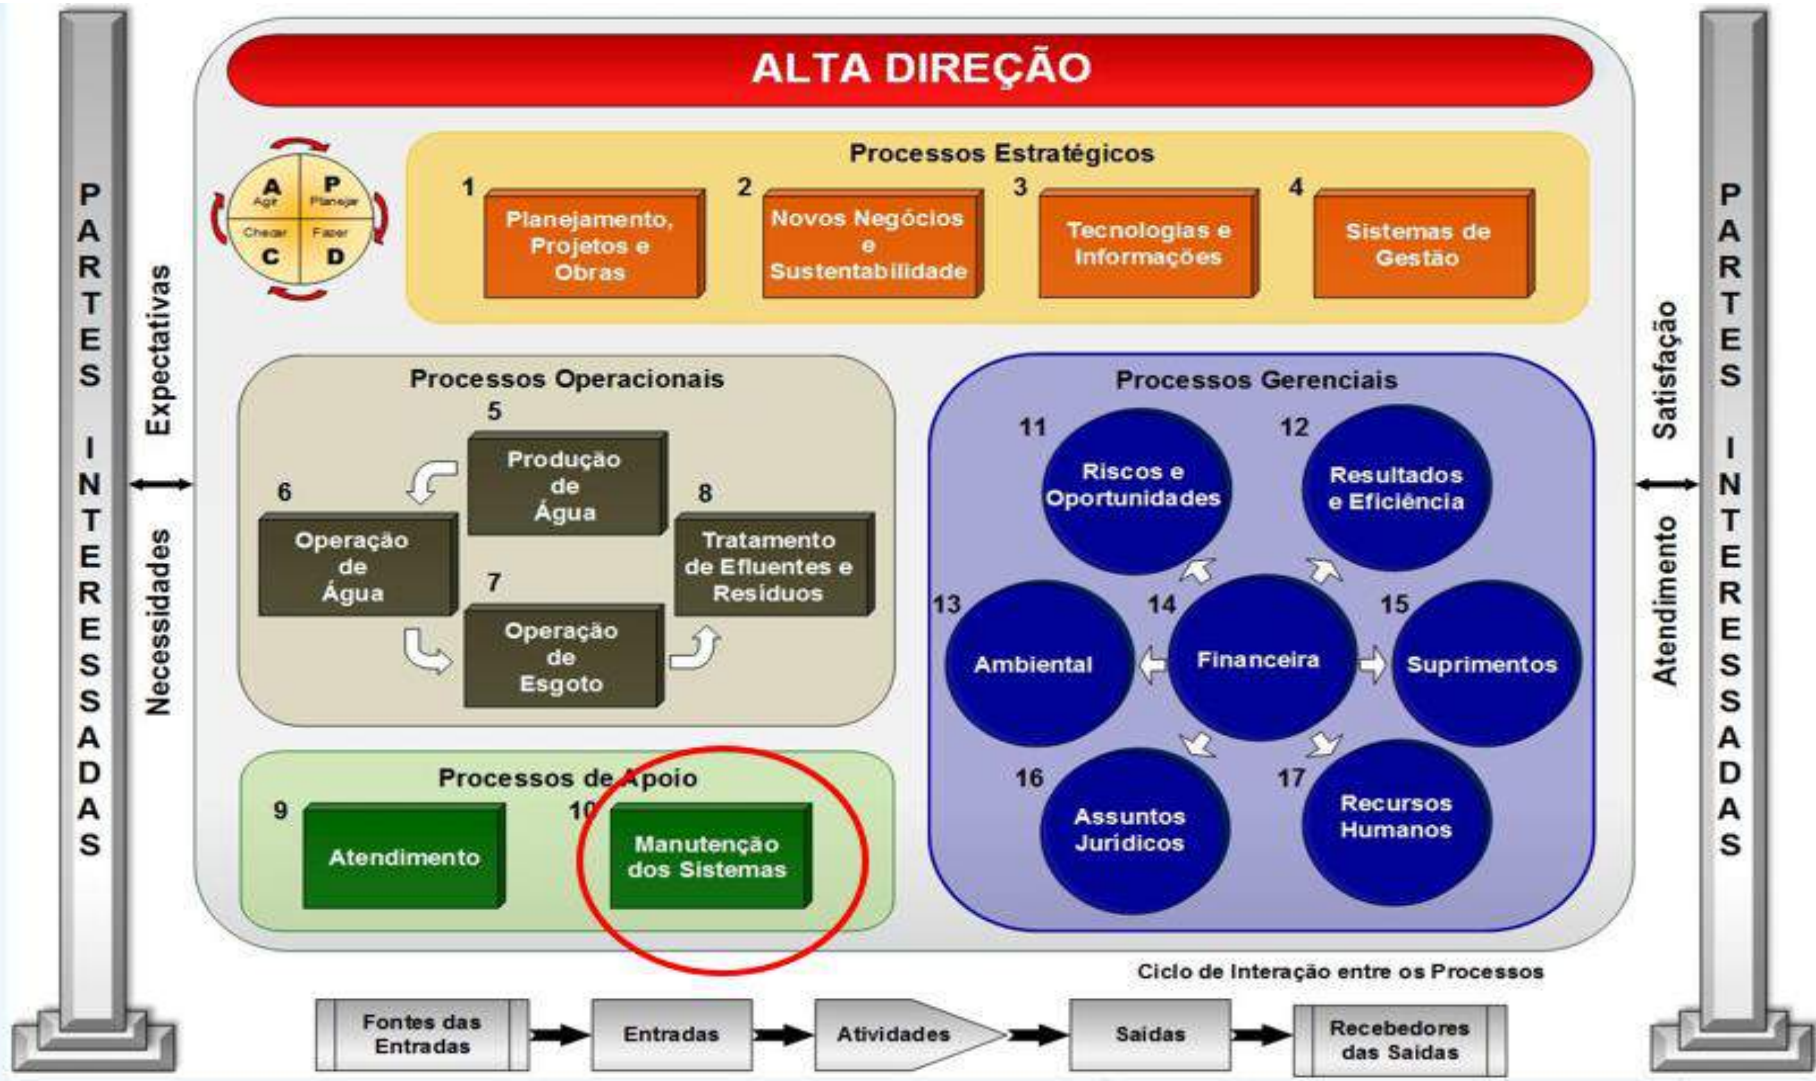 ALTA DIREÇÃO
PARTES INTERESSADAS
Expectativas
Necessidades
A
Agir
P
Planejar
Checar
C
Fazer
D
Processos Estratégicos
1
Planejamento,
Projetos e
Obras
2
Novos Negócios
e
Sustentabilidade
3
Tecnologias e
Informações
4
Sistemas de
Gestão
Processos Operacionais
5
Produção
de
Água
6
Operação
de
Água
7
Operação
de
Esgoto
8
Tratamento
de Efluentes e
Resíduos
Processos de Apoio
9
Atendimento
10
Manutenção
dos Sistemas
Processos Gerenciais
11
Riscos e
Oportunidades
12
Resultados
e Eficiência
13
Ambiental
14
Financeira
15
Suprimentos
16
Assuntos
Jurídicos
17
Recursos
Humanos
Satisfação
Atendimento
PARTES INTERESSADAS
Ciclo de Interação entre os Processos
Fontes das
Entradas
Entradas
Atividades
Saídas
Recebedores
das Saídas